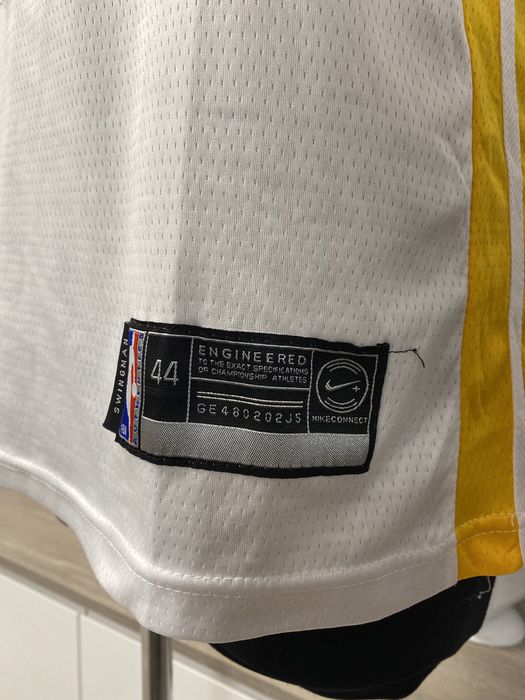 SWINGMAN
44
ENGINEERED
TO THE EXACT SPECIFICATIONS
OF CHAMPIONSHIP ATHLETES
GE480202J5
NIKECONNECT